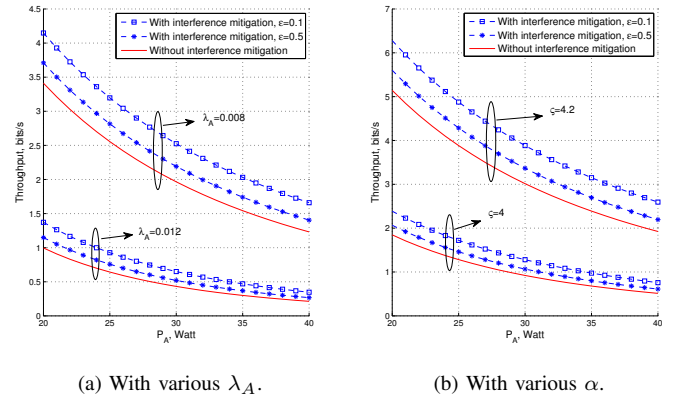 With interference mitigation, ε=0.1
With interference mitigation, ε=0.5
Without interference mitigation
Throughput, bits/s
4.5
4
3.5
3
2.5
2
1.5
1
0.5
0
λ_A=0.008
λ_A=0.012
20 25 30 35 40
P_A, Watt
(a) With various λ_A.
With interference mitigation, ε=0.1
With interference mitigation, ε=0.5
Without interference mitigation
Throughput, bits/s
7
6
5
4
3
2
1
0
ς=4.2
ς=4
20 25 30 35 40
P_A, Watt
(b) With various α.